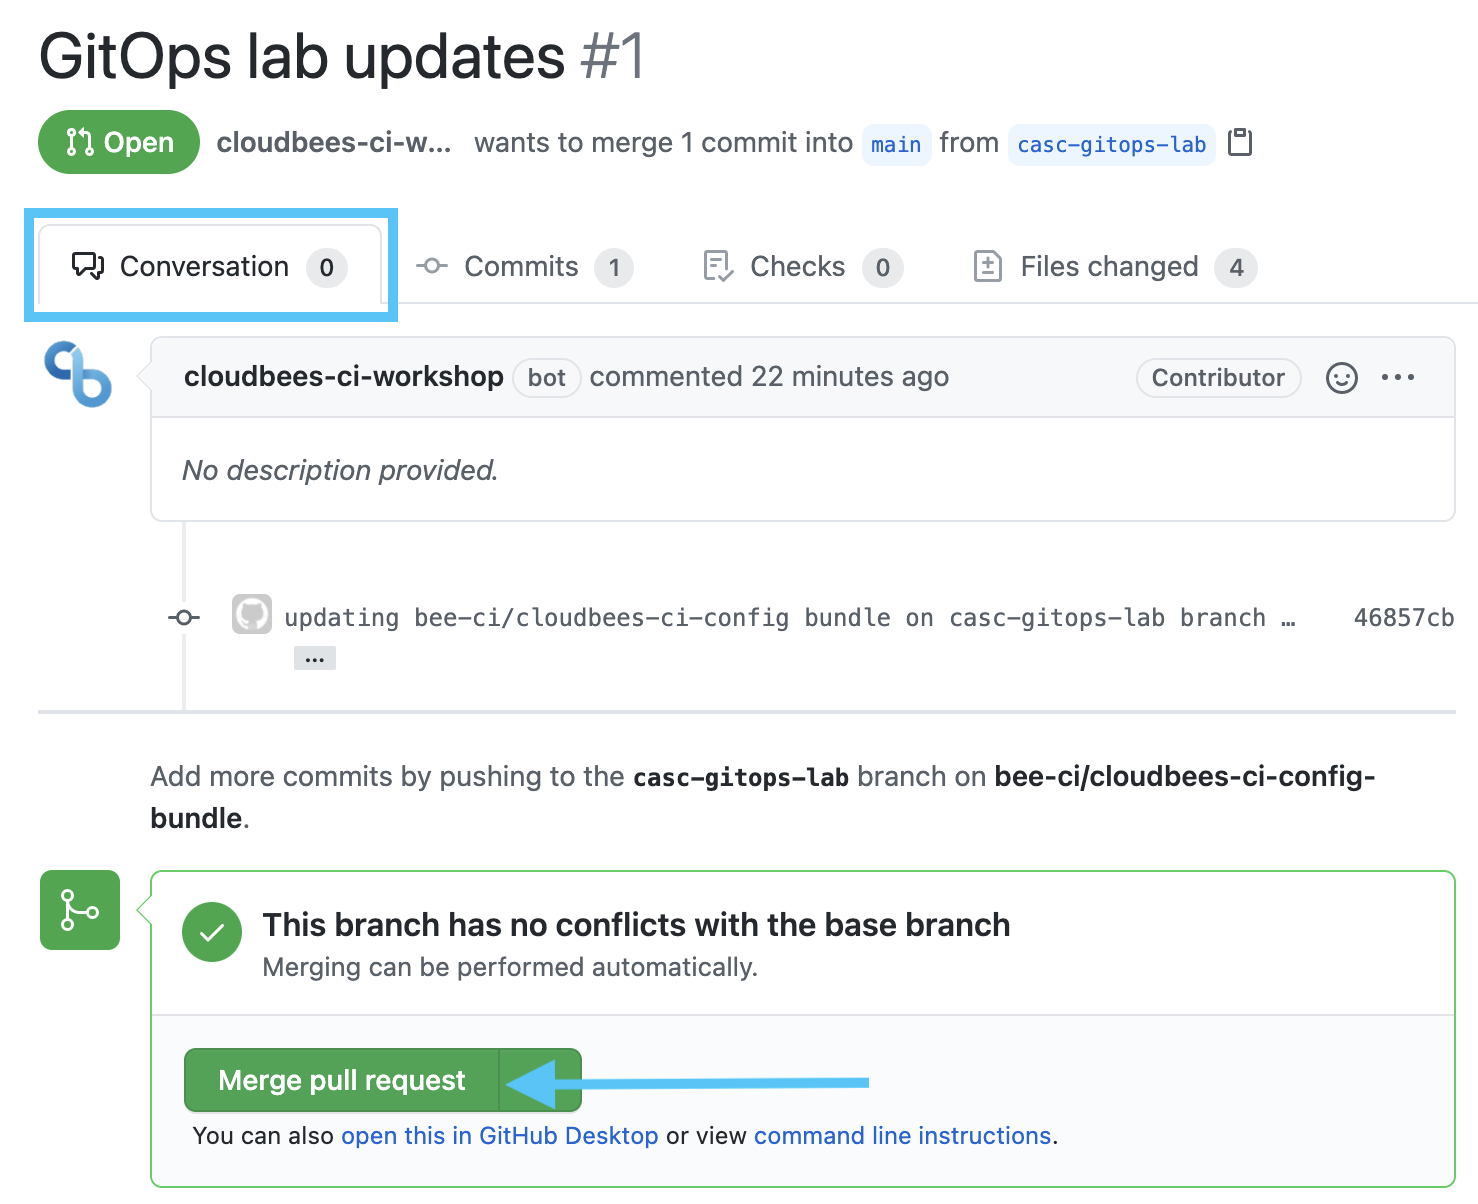 GitOps lab updates #1
Open cloudbees-ci-w... wants to merge 1 commit into main from casc-gitops-lab
Conversation 0 Commits 1 Checks 0 Files changed 4
cloudbees-ci-workshop bot commented 22 minutes ago Contributor
No description provided.
updating bee-ci/cloudbees-ci-config bundle on casc-gitops-lab branch … 46857cb
…
Add more commits by pushing to the casc-gitops-lab branch on bee-ci/cloudbees-ci-config-
bundle.
This branch has no conflicts with the base branch
Merging can be performed automatically.
Merge pull request
You can also open this in GitHub Desktop or view command line instructions.